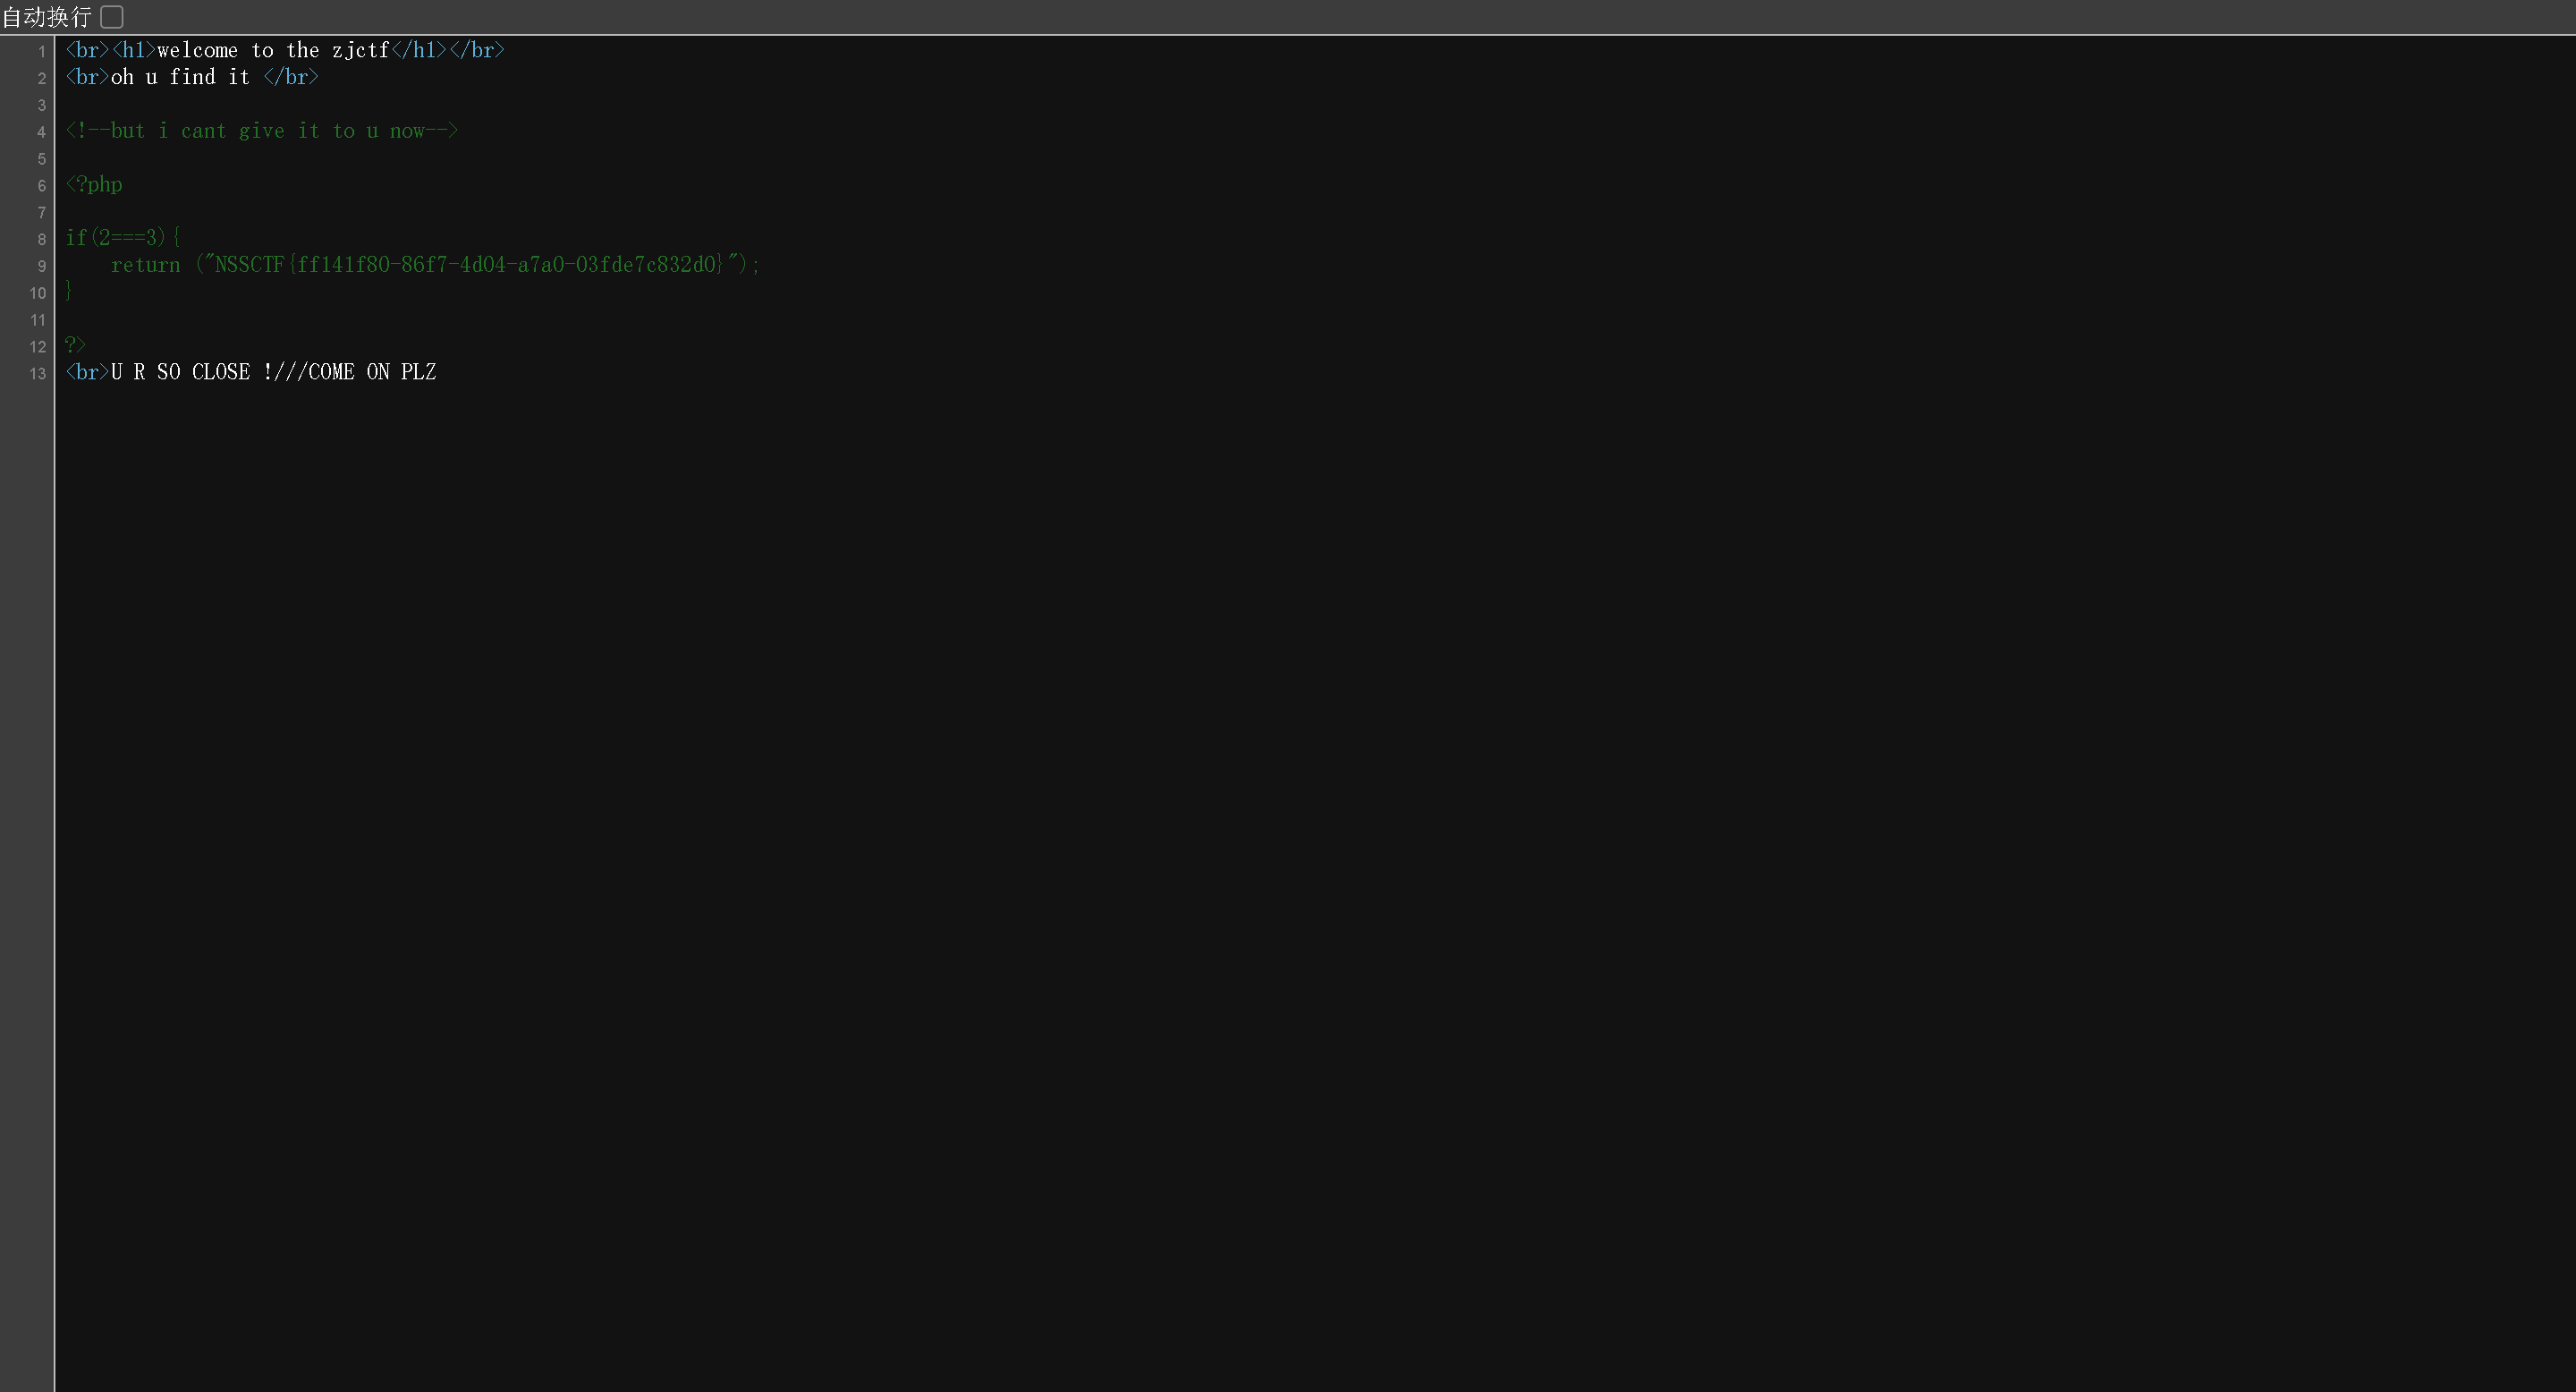 自动换行
1 <br><h1>welcome to the zjctf</h1></br>
2 <br>oh u find it </br>
3
4 <!--but i cant give it to u now-->
5
6 <?php
7
8 if(2===3){
9     return ("NSSCTF{ff141f80-86f7-4d04-a7a0-03fde7c832d0}");
10 }
11
12 ?>
13 <br>U R SO CLOSE !///COME ON PLZ